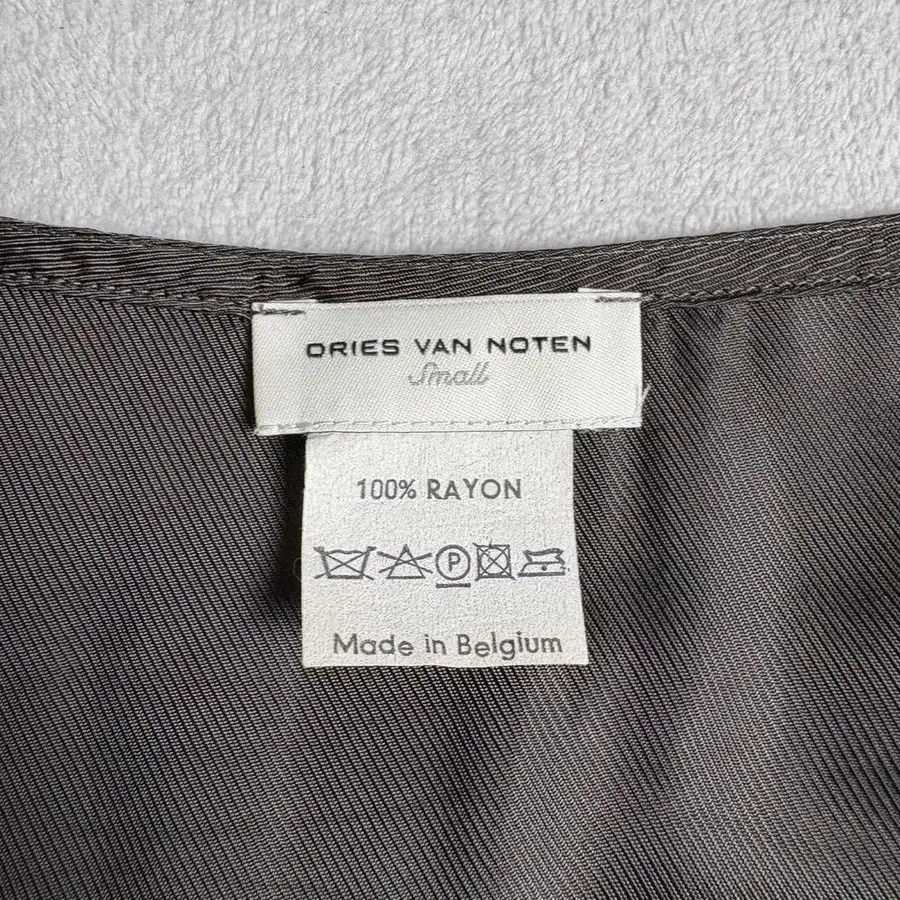 DRIES VAN NOTEN
Small
100% RAYON
P
Made in Belgium